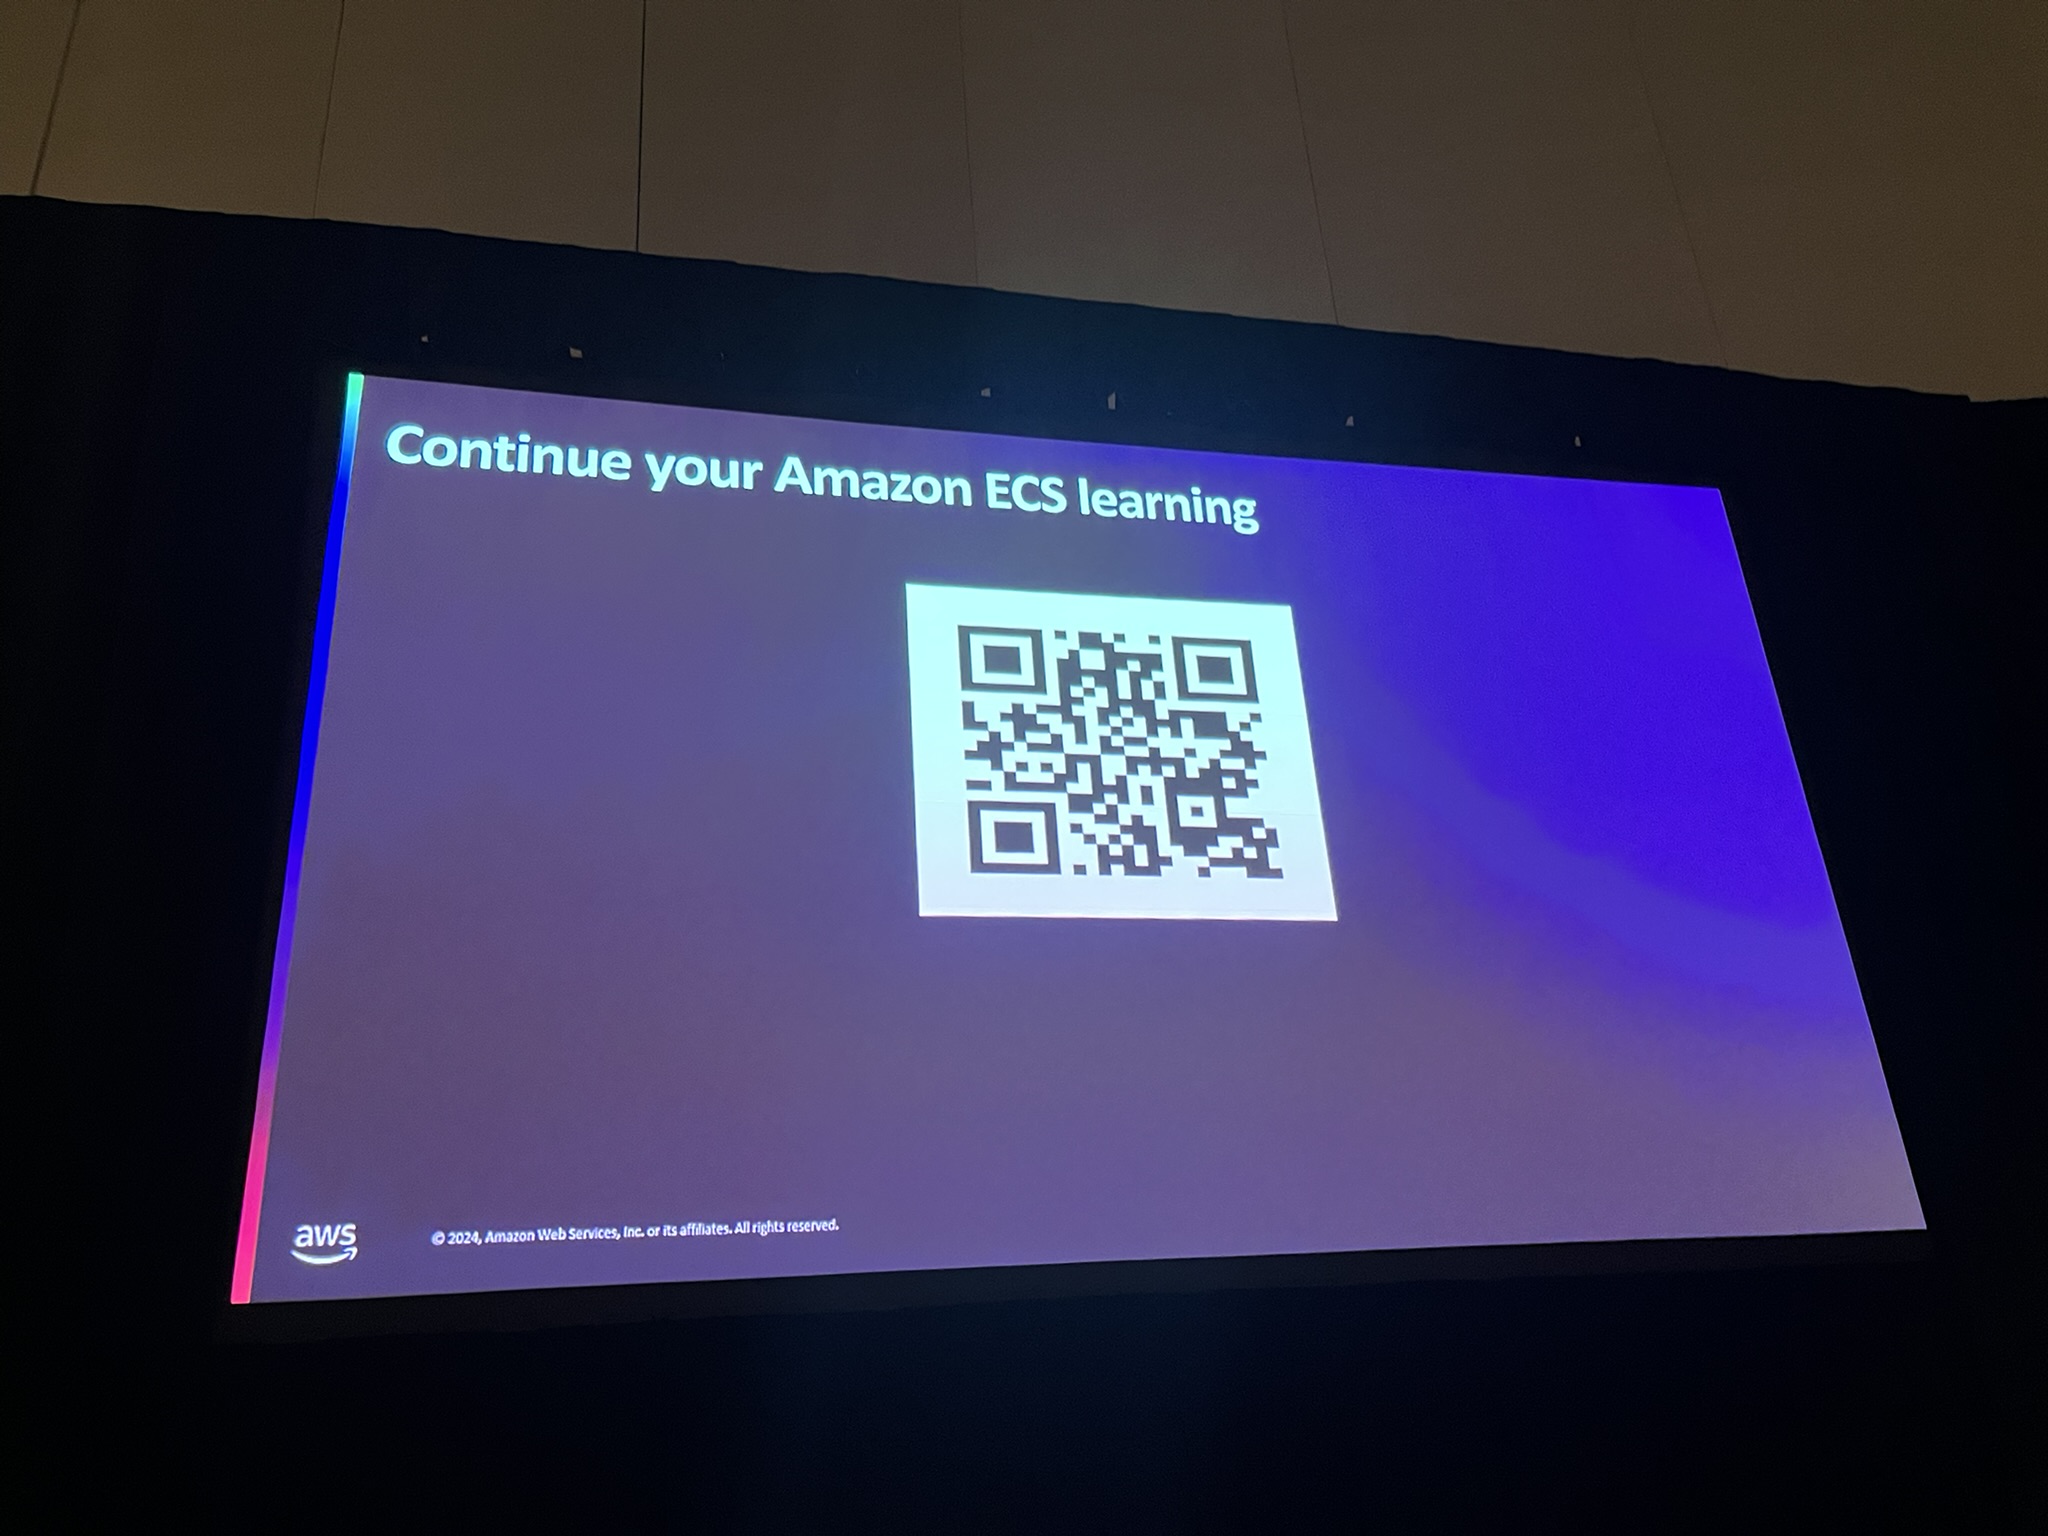 Continue your Amazon ECS learning
aws
© 2024, Amazon Web Services, Inc. or its affiliates. All rights reserved.